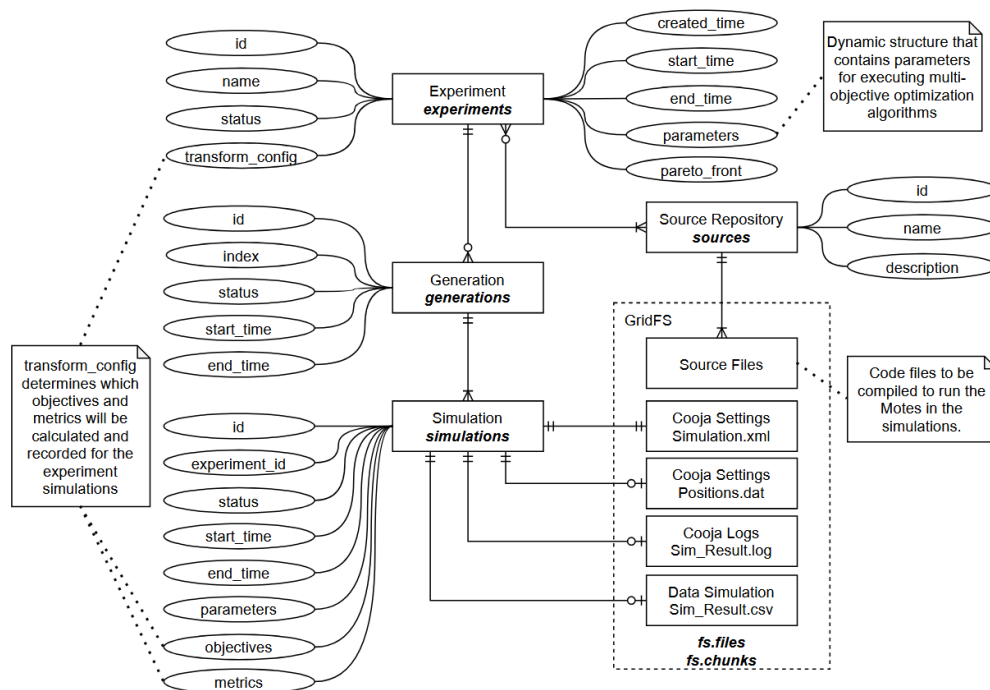 id
name
status
transform_config
Experiment
experiments
created_time
start_time
end_time
parameters
pareto_front
Dynamic structure that
contains parameters
for executing multi-
objective optimization
algorithms
id
index
status
start_time
end_time
Generation
generations
Source Repository
sources
id
name
description
transform_config
determines which
objectives and
metrics will be
calculated and
recorded for the
experiment
simulations
GridFS
Source Files
Code files to be
compiled to run the
Motes in the
simulations.
id
experiment_id
status
start_time
end_time
parameters
objectives
metrics
Simulation
simulations
Cooja Settings
Simulation.xml
Cooja Settings
Positions.dat
Cooja Logs
Sim_Result.log
Data Simulation
Sim_Result.csv
fs.files
fs.chunks